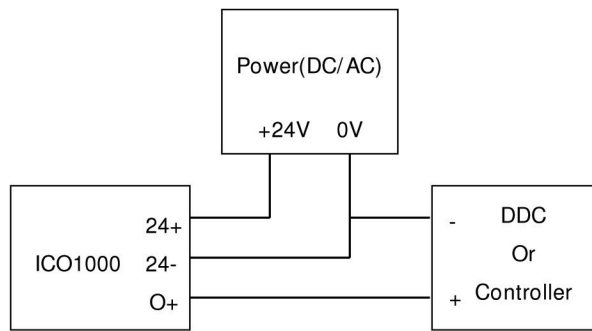 Power(DC/AC)
+24V 0V
24+
ICO1000 24-
O+
- DDC
Or
+ Controller